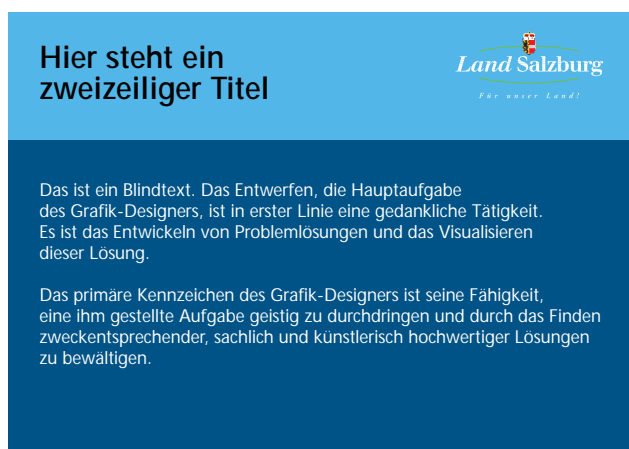 Hier steht ein
zweizeiliger Titel
Land Salzburg
Für unser Land!
Das ist ein Blindtext. Das Entwerfen, die Hauptaufgabe
des Grafik-Designers, ist in erster Linie eine gedankliche Tätigkeit.
Es ist das Entwickeln von Problemlösungen und das Visualisieren
dieser Lösung.
Das primäre Kennzeichen des Grafik-Designers ist seine Fähigkeit,
eine ihm gestellte Aufgabe geistig zu durchdringen und durch das Finden
zweckentsprechender, sachlich und künstlerisch hochwertiger Lösungen
zu bewältigen.